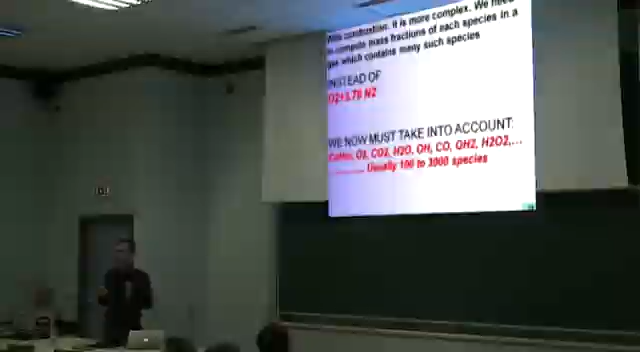 With combustion, it is more complex. We need
to compute mass fractions of each species in a
gas which contains many such species
INSTEAD OF
O2+3.76 N2
WE NOW MUST TAKE INTO ACCOUNT:
O2, CO2, H2O, OH, CO, H2O2,...
Usually 100 to 3000 species